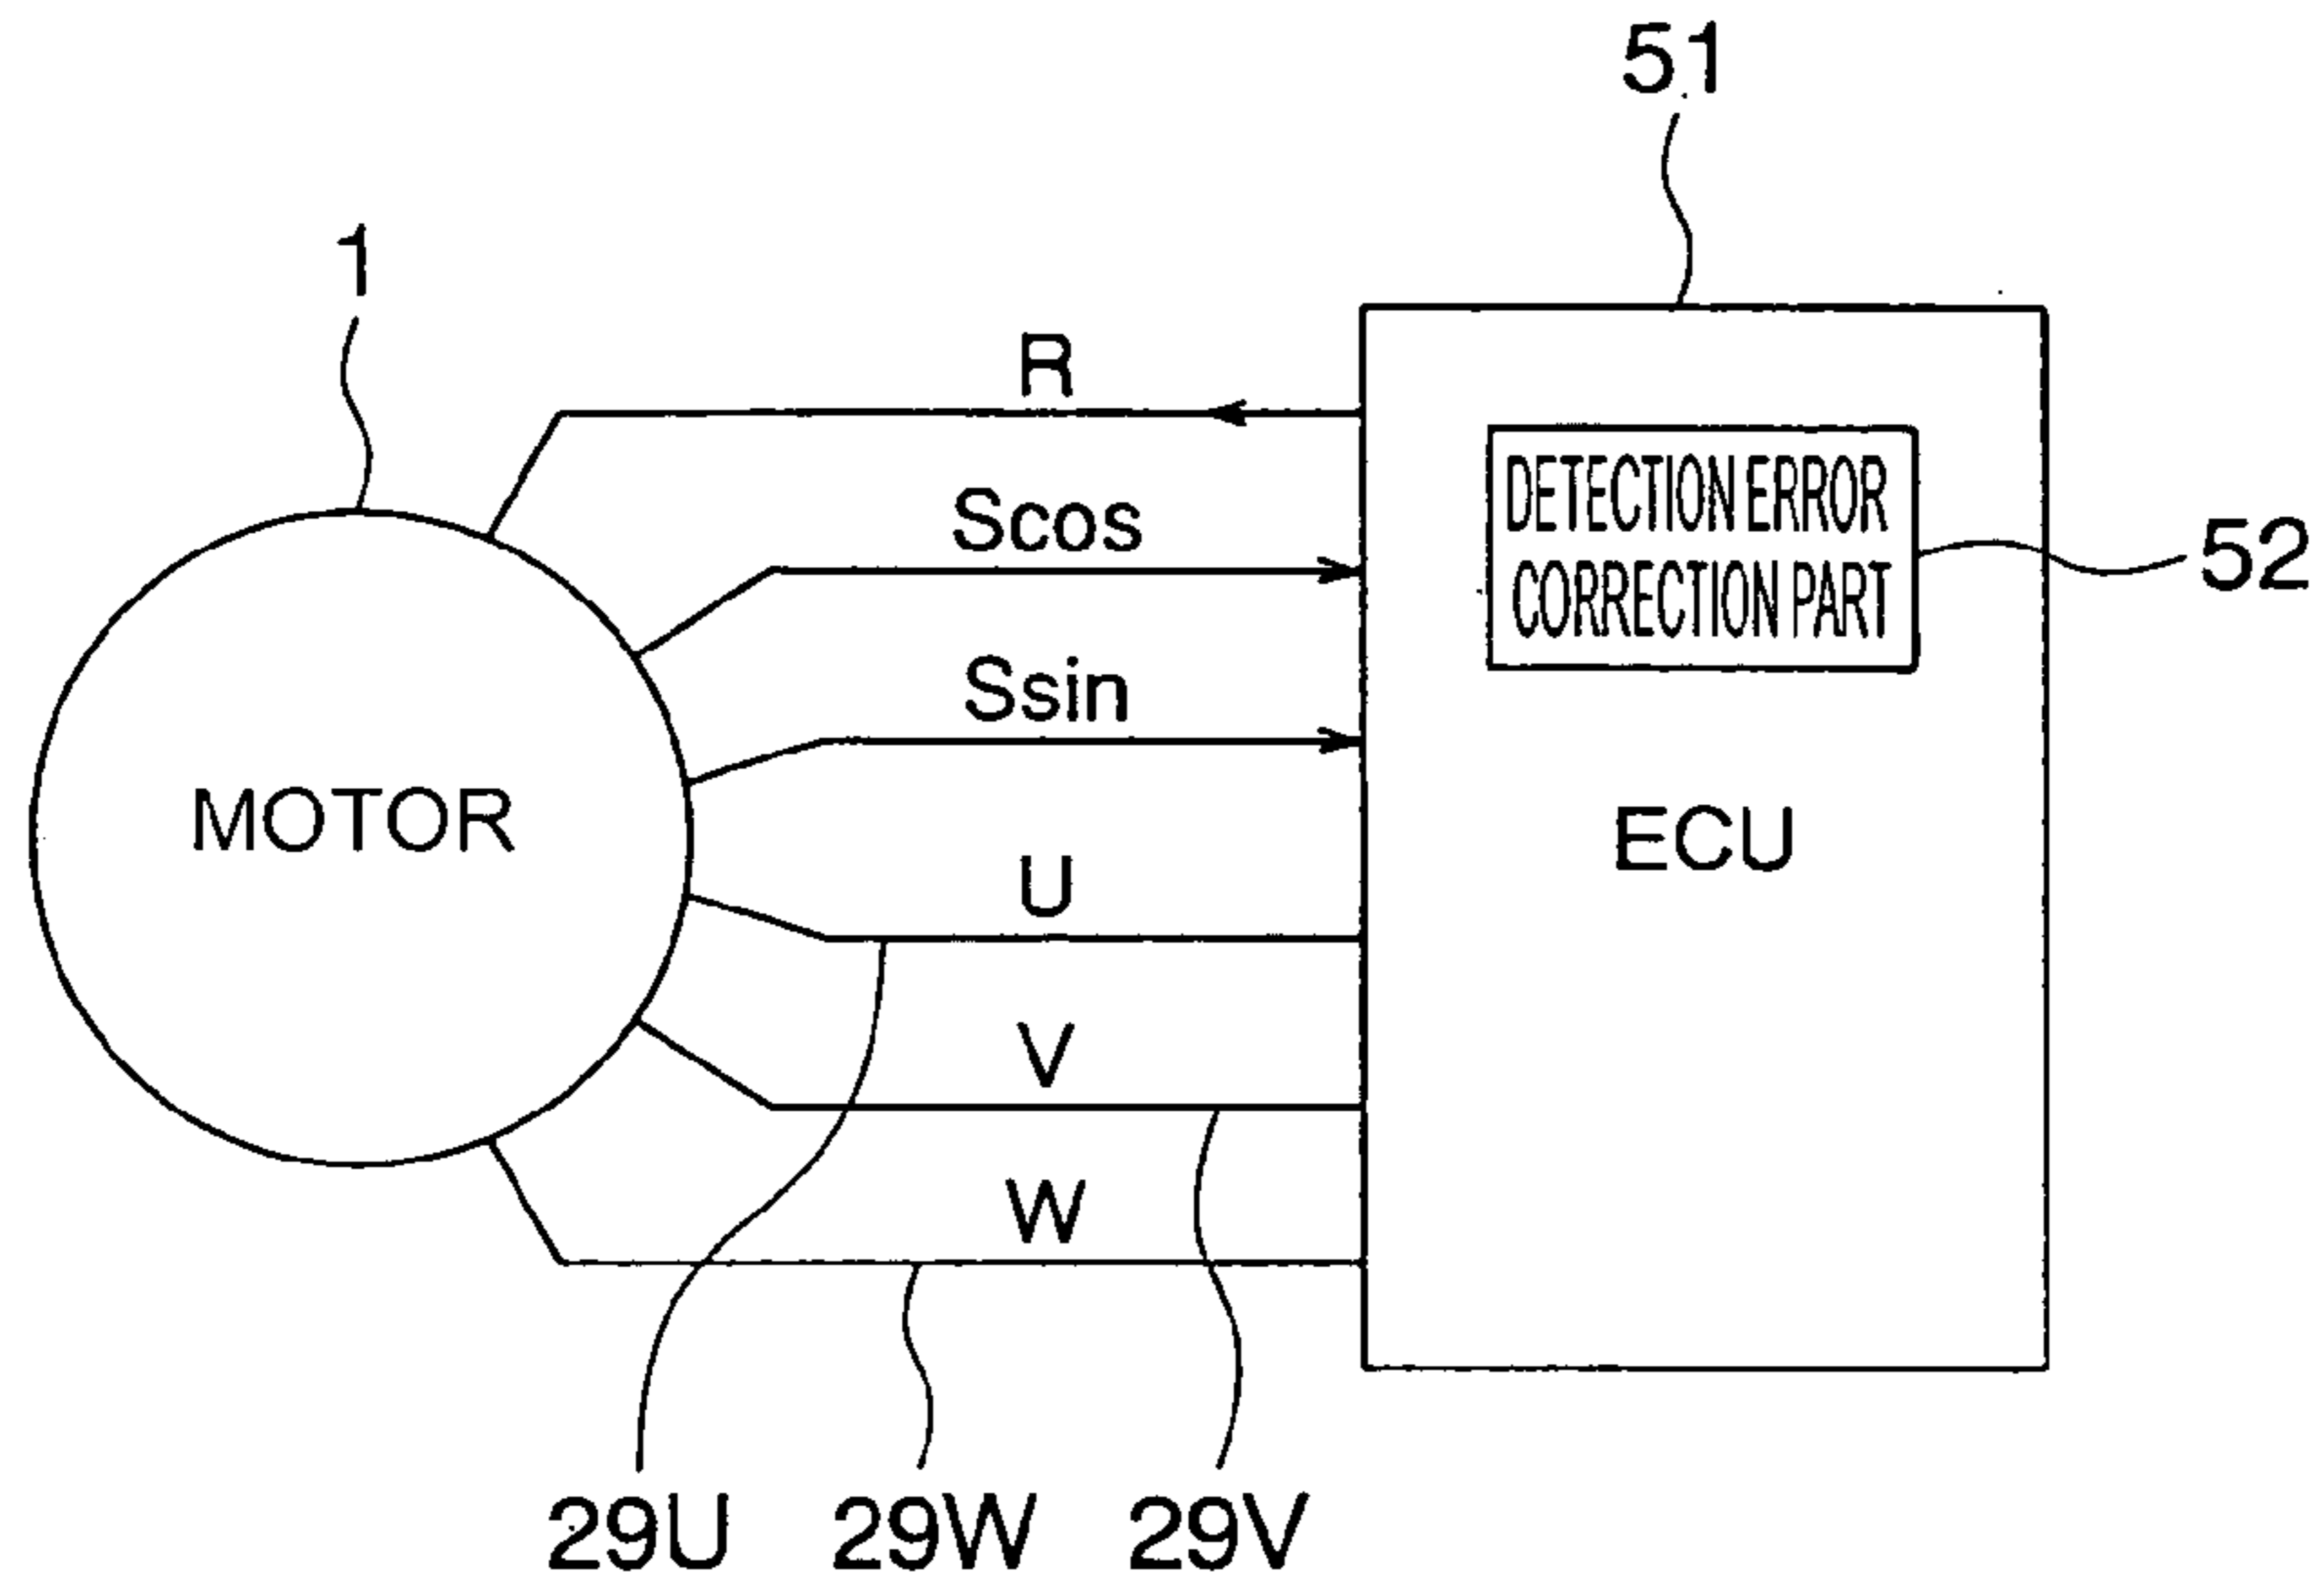 51
1
R
DETECTION ERROR
CORRECTION PART
Scos
52
Ssin
MOTOR
ECU
U
V
W
29U 29W 29V